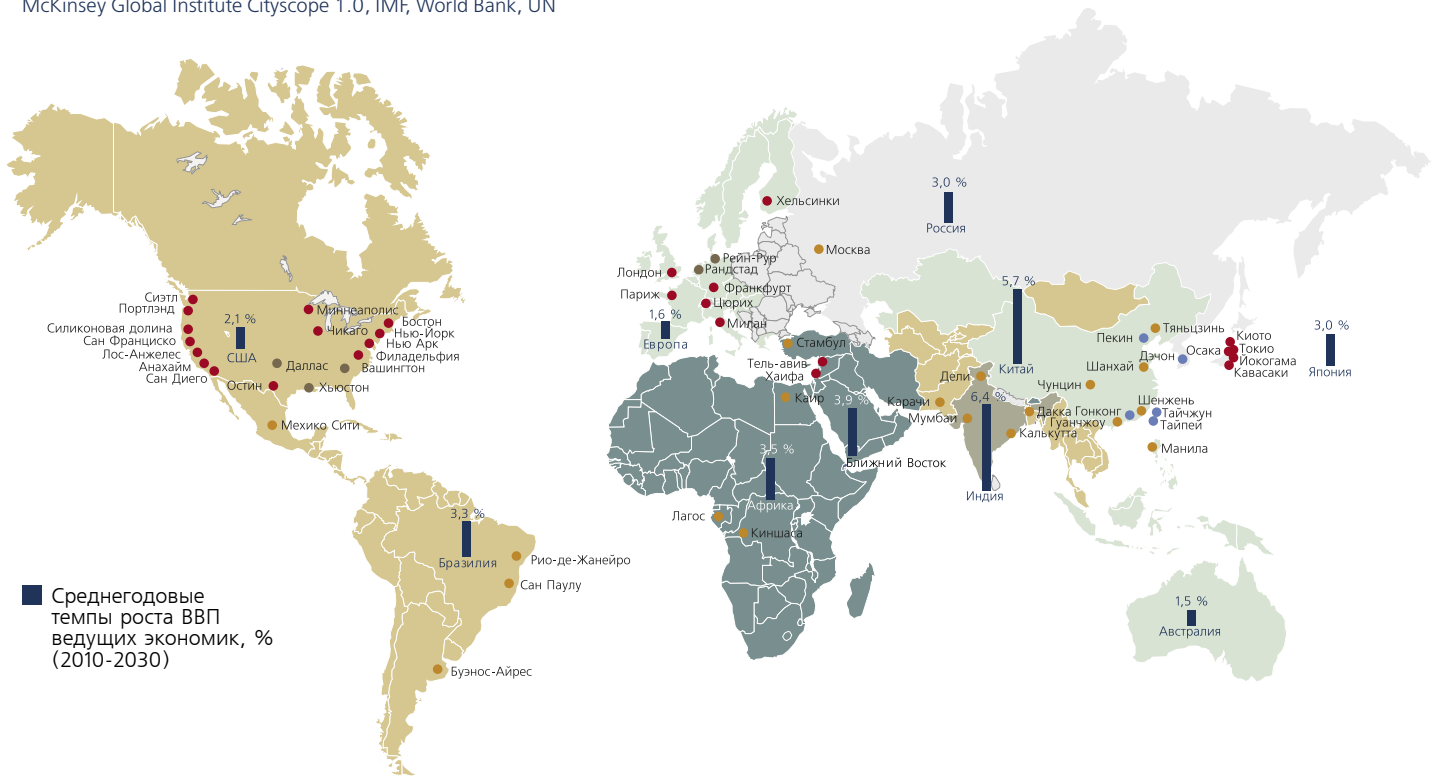 McKinsey Global Institute Cityscope 1.0, IMF, World Bank, UN
3,0 %
Россия
Хельсинки
Москва
Рейн-Рур
Рандстад
Лондон
Франкфурт
Париж
Цюрих
Милан
1,6 %
Европа
Стамбул
Тель-авив
Хаифа
Каир
5,7 %
Китай
Тяньцзинь
Пекин
Дэчон
Шанхай
Чунцин
Шенжень
Дакка
Гонконг
Тайчжун
Гуанчжоу
Тайпей
Манила
Киото
Осака
Токио
Йокогама
Кавасаки
3,0 %
Япония
Дели
6,4 %
Карачи
Мумбаи
Калькутта
Индия
3,9 %
Ближний Восток
3,5 %
Африка
Лагос
Киншаса
Сиэтл
Портлэнд
Силиконовая долина
Сан Франциско
Лос-Анжелес
Анахайм
Сан Диего
2,1 %
США
Миннеаполис
Чикаго
Бостон
Нью-Йорк
Нью Арк
Филадельфия
Вашингтон
Даллас
Остин
Хьюстон
Мехико Сити
3,3 %
Бразилия
Рио-де-Жанейро
Сан Паулу
Буэнос-Айрес
1,5 %
Австралия
Среднегодовые
темпы роста ВВП
ведущих экономик, %
(2010-2030)